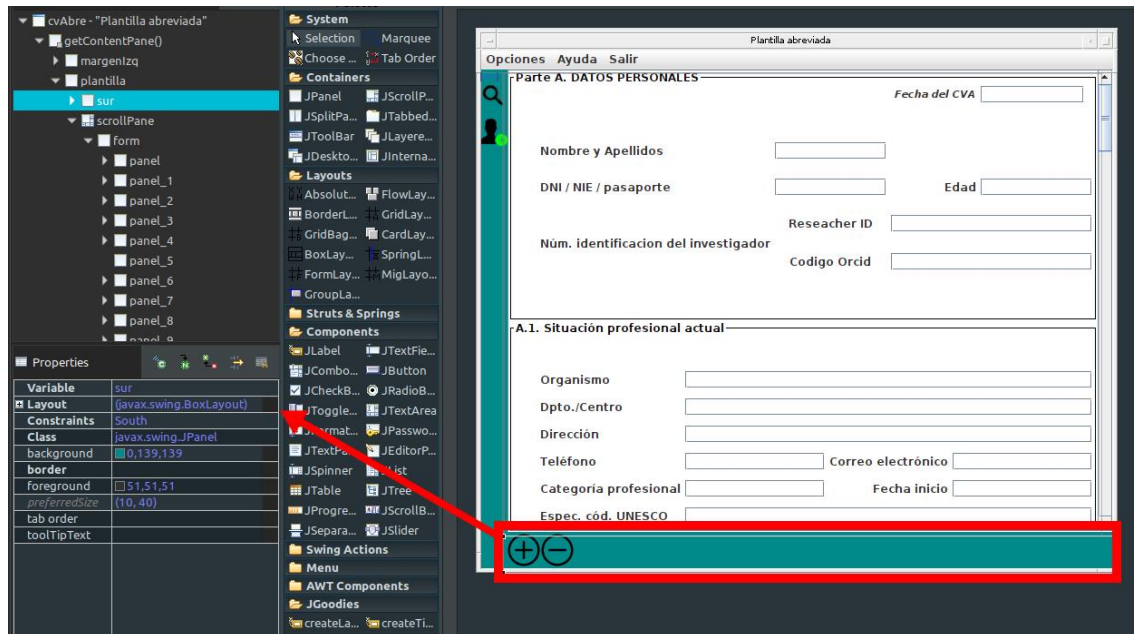 cvAbre - "Plantilla abreviada"
getContentPane()
margenIzq
plantilla
sur
scrollPane
form
panel
panel_1
panel_2
panel_3
panel_4
panel_5
panel_6
panel_7
panel_8
Properties
Variable sur
Layout (javax.swing.BoxLayout)
Constraints South
Class javax.swing.JPanel
background 0,139,139
border
foreground 51,51,51
preferredSize (10, 40)
tab order
toolTipText
System
Selection Marquee
Choose ... Tab Order
Containers
JPanel JScrollP...
JSplitPa... JTabbed...
JToolBar JLayere...
JDeskto... JInterna...
Layouts
Absolut... FlowLay...
BorderL... GridLay...
GridBag... CardLay...
BoxLay... SpringL...
FormLay... MigLayo...
GroupLa...
Struts & Springs
Components
JLabel JTextFie...
JCombo... JButton
JCheckB... JRadioB...
JToggle... JTextArea
JFormat... JPasswo...
JTextPa... JEditorP...
JSpinner JList
JTable JTree
JProgre... JScrollB...
JSepara... JSlider
Swing Actions
Menu
AWT Components
JGoodies
createLa... createTi...
Plantilla abreviada
Opciones Ayuda Salir
Parte A. DATOS PERSONALES
Fecha del CVA
Nombre y Apellidos
DNI / NIE / pasaporte Edad
Reseacher ID
Núm. identificacion del investigador
Codigo Orcid
A.1. Situación profesional actual
Organismo
Dpto./Centro
Dirección
Teléfono Correo electrónico
Categoría profesional Fecha inicio
Espec. cód. UNESCO